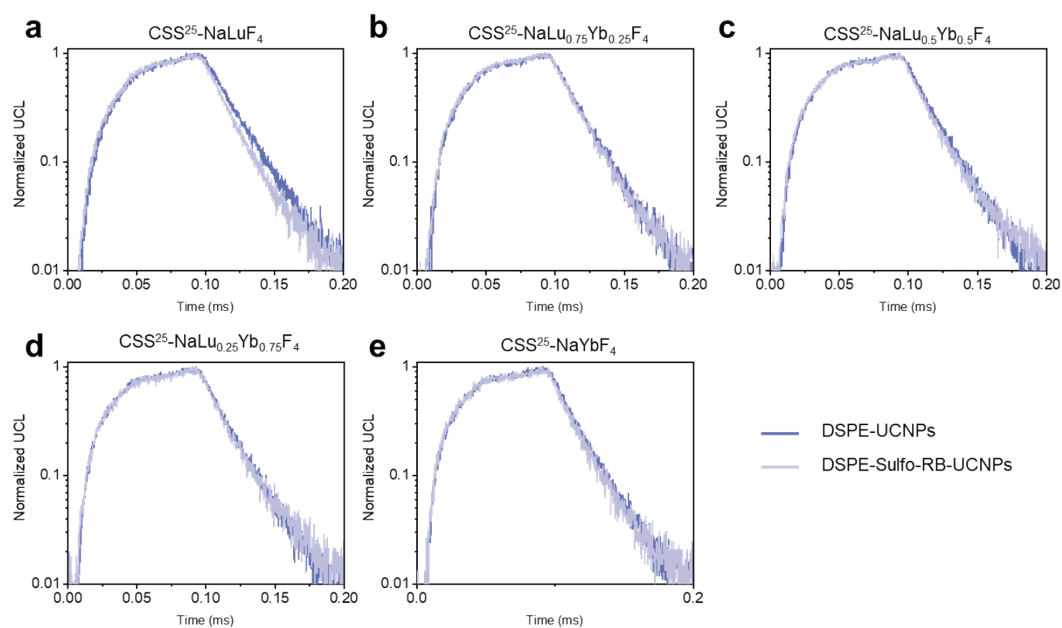 a
CSS²⁵-NaLuF₄
Normalized UCL
1
0.1
0.01
0.00 0.05 0.10 0.15 0.20
Time (ms)
b
CSS²⁵-NaLu₀.₇₅Yb₀.₂₅F₄
Normalized UCL
1
0.1
0.01
0.00 0.05 0.10 0.15 0.20
Time (ms)
c
CSS²⁵-NaLu₀.₅Yb₀.₅F₄
Normalized UCL
1
0.1
0.01
0.00 0.05 0.10 0.15 0.20
Time (ms)
d
CSS²⁵-NaLu₀.₂₅Yb₀.₇₅F₄
Normalized UCL
1
0.1
0.01
0.00 0.05 0.10 0.15 0.20
Time (ms)
e
CSS²⁵-NaYbF₄
Normalized UCL
1
0.1
0.01
0.0 0.2
Time (ms)
DSPE-UCNPs
DSPE-Sulfo-RB-UCNPs